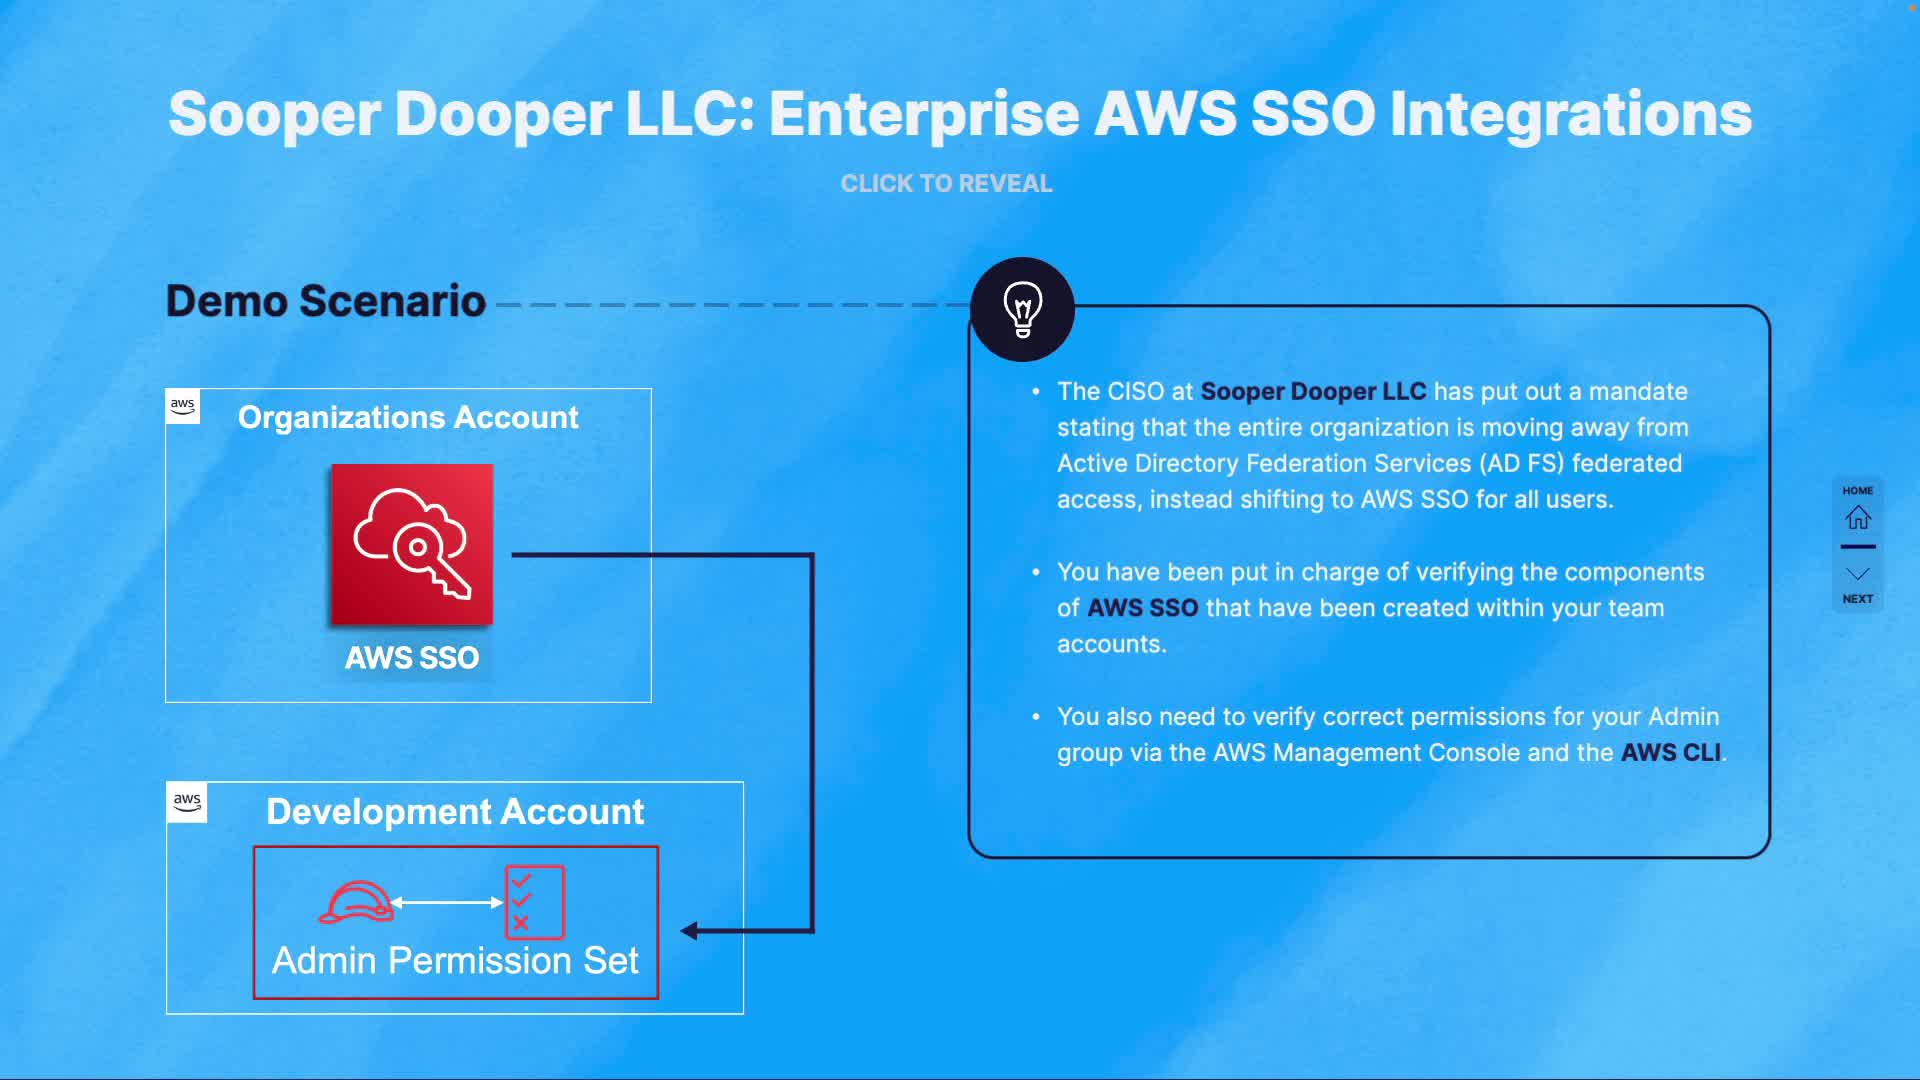 Sooper Dooper LLC: Enterprise AWS SSO Integrations
CLICK TO REVEAL
Demo Scenario
aws
Organizations Account
AWS SSO
aws
Development Account
Admin Permission Set
• The CISO at Sooper Dooper LLC has put out a mandate
stating that the entire organization is moving away from
Active Directory Federation Services (AD FS) federated
access, instead shifting to AWS SSO for all users.
• You have been put in charge of verifying the components
of AWS SSO that have been created within your team
accounts.
• You also need to verify correct permissions for your Admin
group via the AWS Management Console and the AWS CLI.
HOME
NEXT